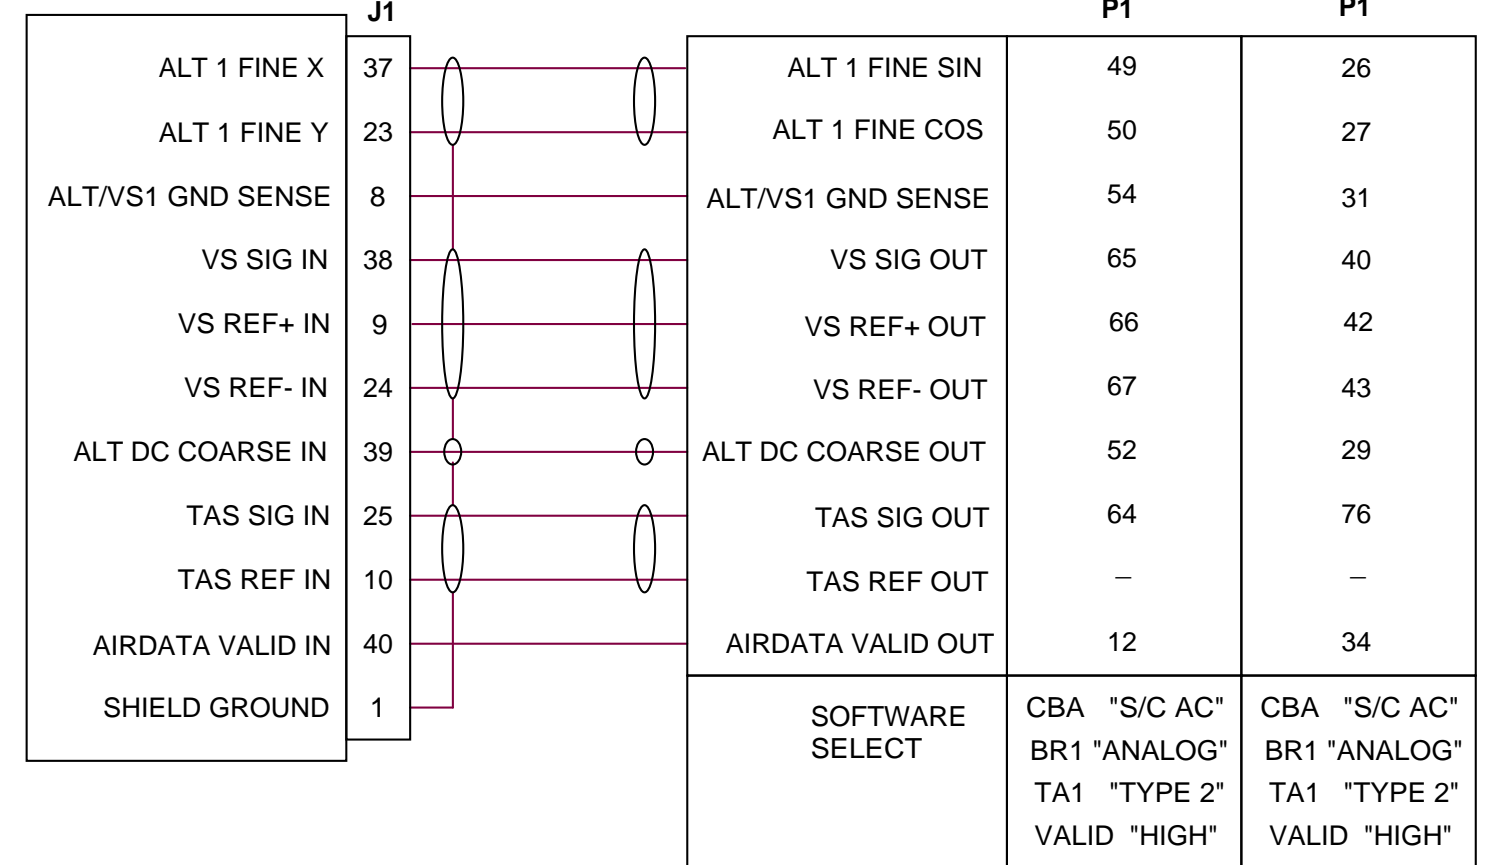 J1 P1 P1
ALT 1 FINE X 37 ALT 1 FINE SIN 49 26
ALT 1 FINE Y 23 ALT 1 FINE COS 50 27
ALT/VS1 GND SENSE 8 ALT/VS1 GND SENSE 54 31
VS SIG IN 38 VS SIG OUT 65 40
VS REF+ IN 9 VS REF+ OUT 66 42
VS REF- IN 24 VS REF- OUT 67 43
ALT DC COARSE IN 39 ALT DC COARSE OUT 52 29
TAS SIG IN 25 TAS SIG OUT 64 76
TAS REF IN 10 TAS REF OUT – –
AIRDATA VALID IN 40 AIRDATA VALID OUT 12 34
SHIELD GROUND 1
SOFTWARE
SELECT
CBA "S/C AC"
BR1 "ANALOG"
TA1 "TYPE 2"
VALID "HIGH"
CBA "S/C AC"
BR1 "ANALOG"
TA1 "TYPE 2"
VALID "HIGH"